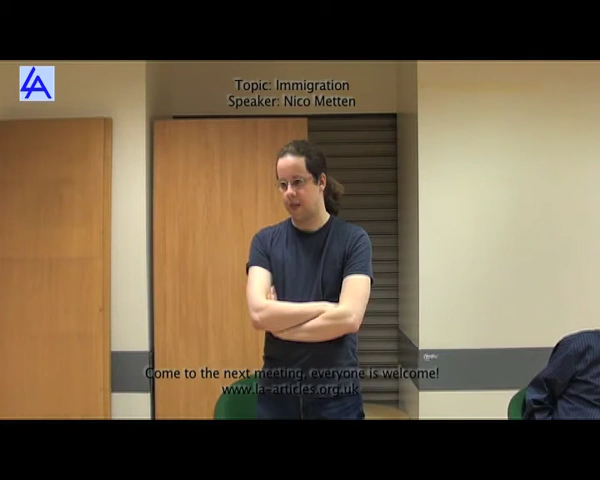 LA
Topic: Immigration
Speaker: Nico Metten
Come to the next meeting, everyone is welcome!
www.la-articles.org.uk